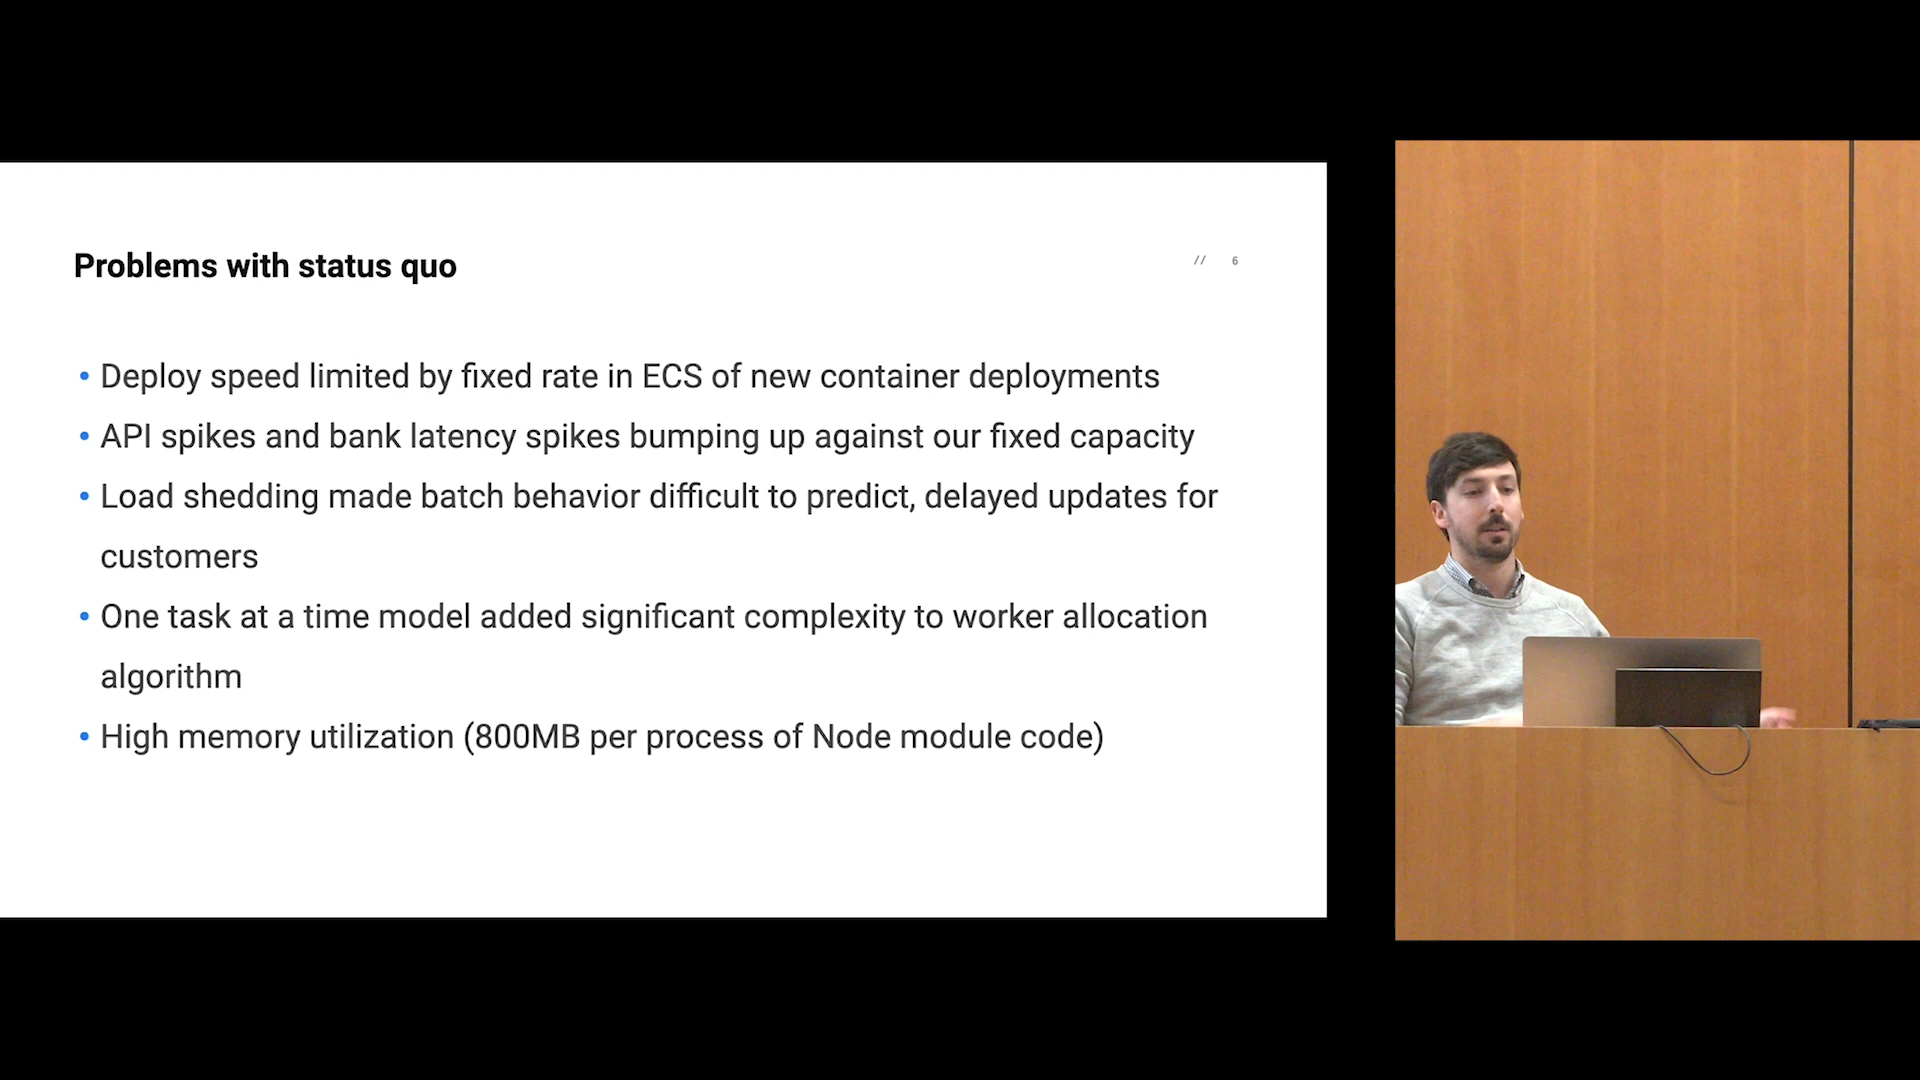 Problems with status quo
// 6
• Deploy speed limited by fixed rate in ECS of new container deployments
• API spikes and bank latency spikes bumping up against our fixed capacity
• Load shedding made batch behavior difficult to predict, delayed updates for
customers
• One task at a time model added significant complexity to worker allocation
algorithm
• High memory utilization (800MB per process of Node module code)